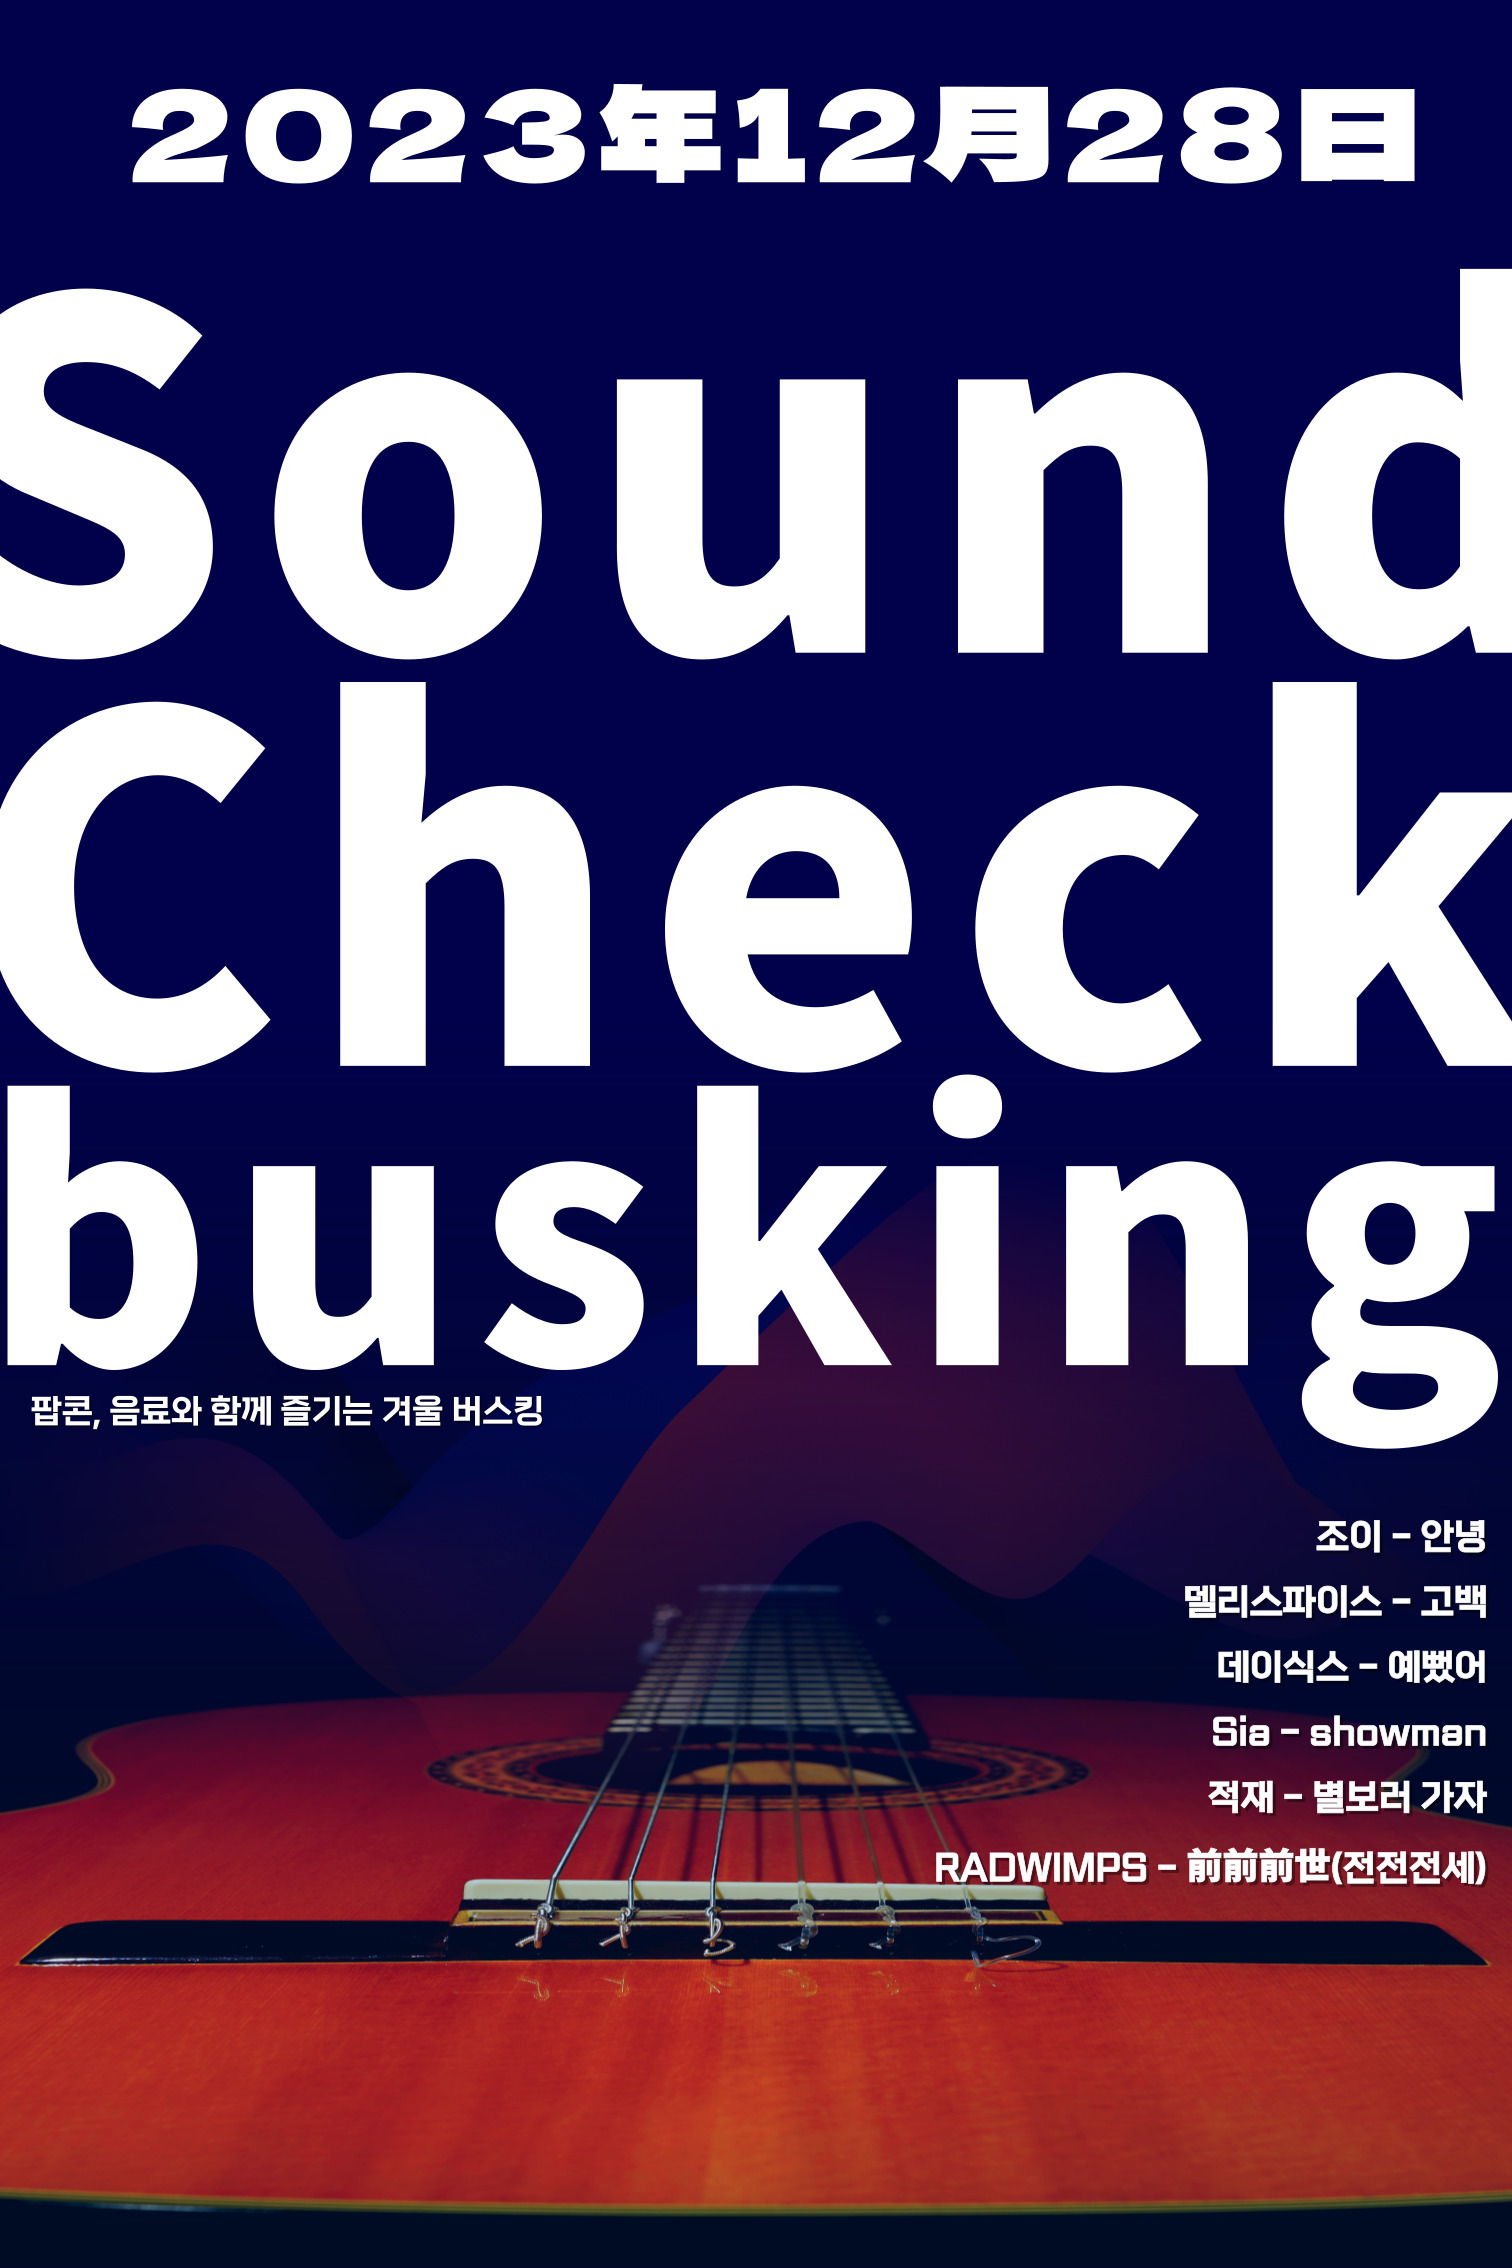 2023年12月28日
Sound
Check
busking
팝콘, 음료와 함께 즐기는 겨울 버스킹
조이 - 안녕
델리스파이스 - 고백
데이식스 - 예뻤어
Sia - showman
적재 - 별보러 가자
RADWIMPS - 前前前世(전전전세)